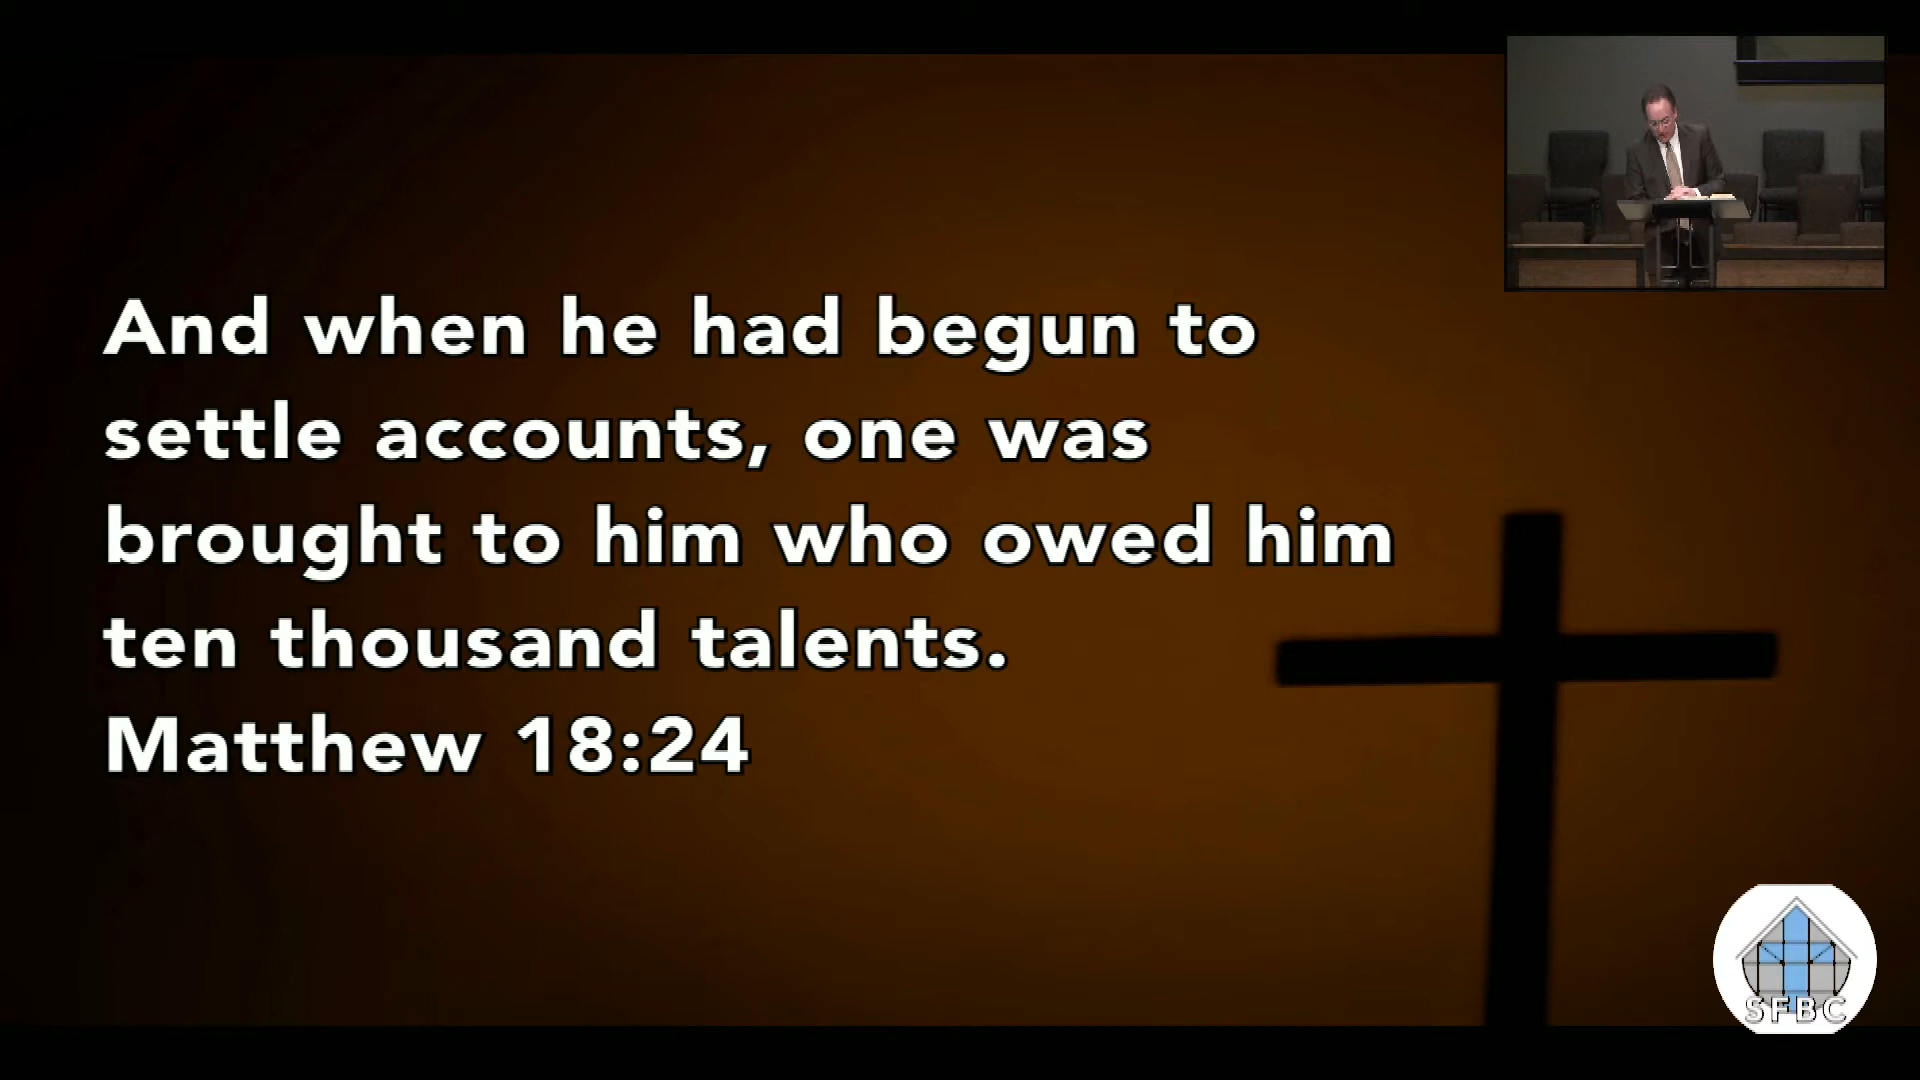 And when he had begun to
settle accounts, one was
brought to him who owed him
ten thousand talents.
Matthew 18:24
SFBC